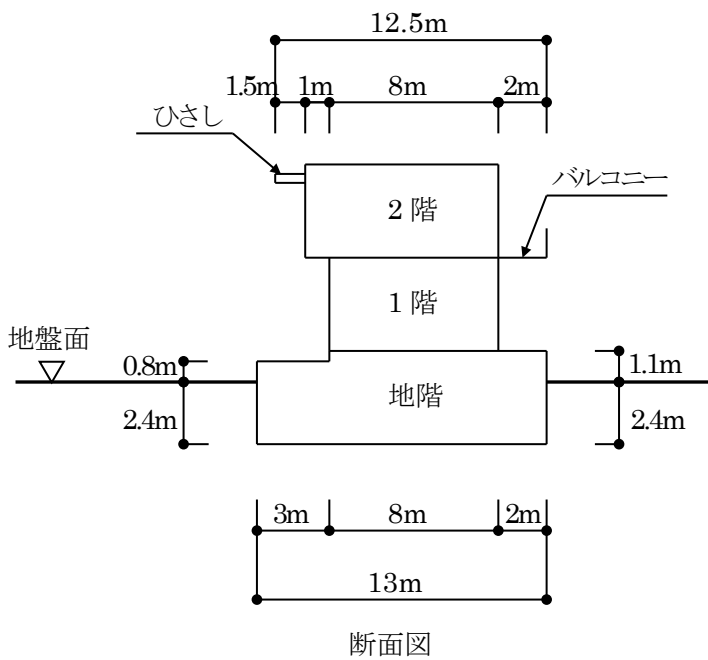 12.5m
1.5m 1m 8m 2m
ひさし
バルコニー
2階
1階
地盤面
0.8m
1.1m
地階
2.4m
2.4m
3m 8m 2m
13m
断面図